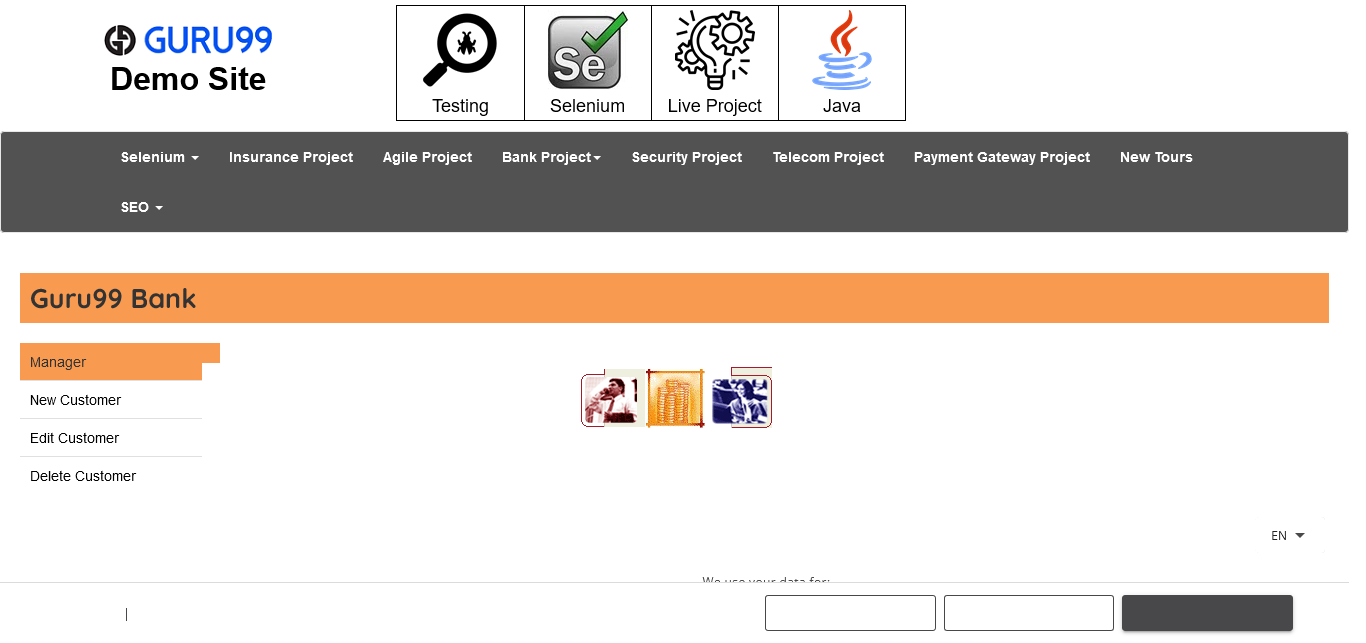 GURU99
Demo Site
Se
Testing
Selenium
Live Project
Java
Selenium
Insurance Project
Agile Project
Bank Project
Security Project
Telecom Project
Payment Gateway Project
New Tours
SEO
Guru99 Bank
Manager
New Customer
Edit Customer
Delete Customer
EN
We use your data for:
|